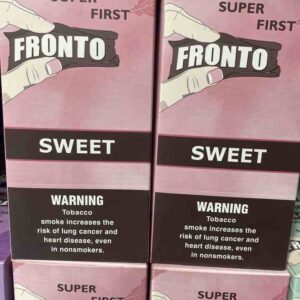 SUPER
FIRST
FRONTO
SWEET
WARNING
Tobacco
smoke increases the
risk of lung cancer and
heart disease, even
in nonsmokers.
SUPER
FIRST
FRONTO
SWEET
WARNING
Tobacco
smoke increases the
risk of lung cancer and
heart disease, even
in nonsmokers.
SUPER
FIRST
SUPER
FIRST